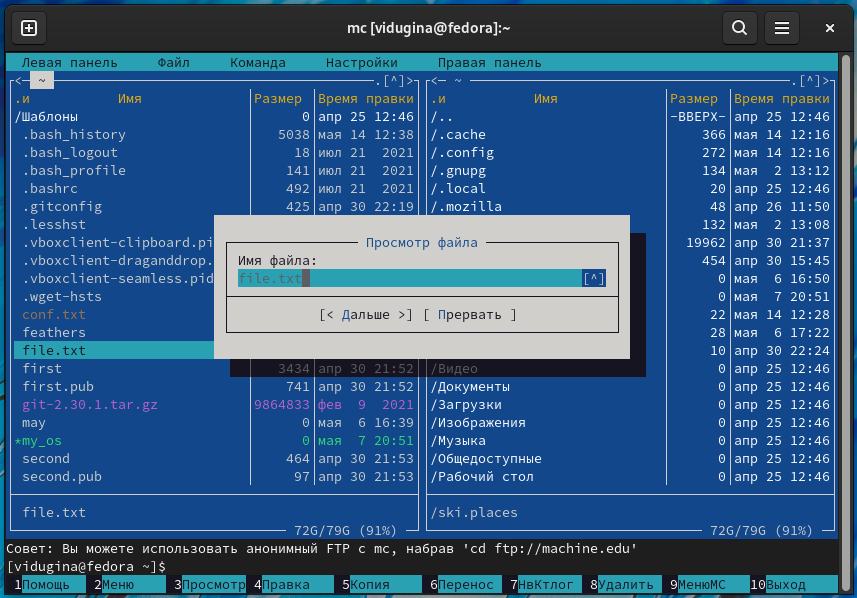 mc [vidugina@fedora]:~
Левая панель Файл Команда Настройки Правая панель
<─ ~ .[^]> <─ ~ .[^]>
.и Имя Размер Время правки .и Имя Размер Время правки
/Шаблоны 0 апр 25 12:46 /.. -ВВЕРХ- апр 25 12:46
.bash_history 5038 мая 14 12:38 /.cache 366 мая 14 12:16
.bash_logout 18 июл 21 2021 /.config 272 мая 14 12:16
.bash_profile 141 июл 21 2021 /.gnupg 134 мая 2 13:12
.bashrc 492 июл 21 2021 /.local 20 апр 25 12:46
.gitconfig 425 апр 30 22:19 /.mozilla 48 апр 26 11:50
.lesshst 132 мая 2 13:08
.vboxclient-clipboard.pi 19962 апр 30 21:37
.vboxclient-draganddrop. 454 апр 30 15:45
.vboxclient-seamless.pid 0 мая 6 16:50
.wget-hsts 0 мая 7 20:51
conf.txt 22 мая 14 12:28
feathers 28 мая 6 17:22
file.txt 10 апр 30 22:24
Просмотр файла
Имя файла:
file.txt [^]
[< Дальше >] [ Прервать ]
first 3434 апр 30 21:52 /Видео 0 апр 25 12:46
first.pub 741 апр 30 21:52 /Документы 0 апр 25 12:46
git-2.30.1.tar.gz 9864833 фев 9 2021 /Загрузки 0 апр 25 12:46
may 0 мая 6 16:39 /Изображения 0 апр 25 12:46
*my_os 0 мая 7 20:51 /Музыка 0 апр 25 12:46
second 464 апр 30 21:53 /Общедоступные 0 апр 25 12:46
second.pub 97 апр 30 21:53 /Рабочий стол 0 апр 25 12:46
file.txt /ski.places
72G/79G (91%) 72G/79G (91%)
Совет: Вы можете использовать анонимный FTP с mc, набрав 'cd ftp://machine.edu'
[vidugina@fedora ~]$
1Помощь 2Меню 3Просмотр 4Правка 5Копия 6Перенос 7НвКтлог 8Удалить 9МенюMC 10Выход